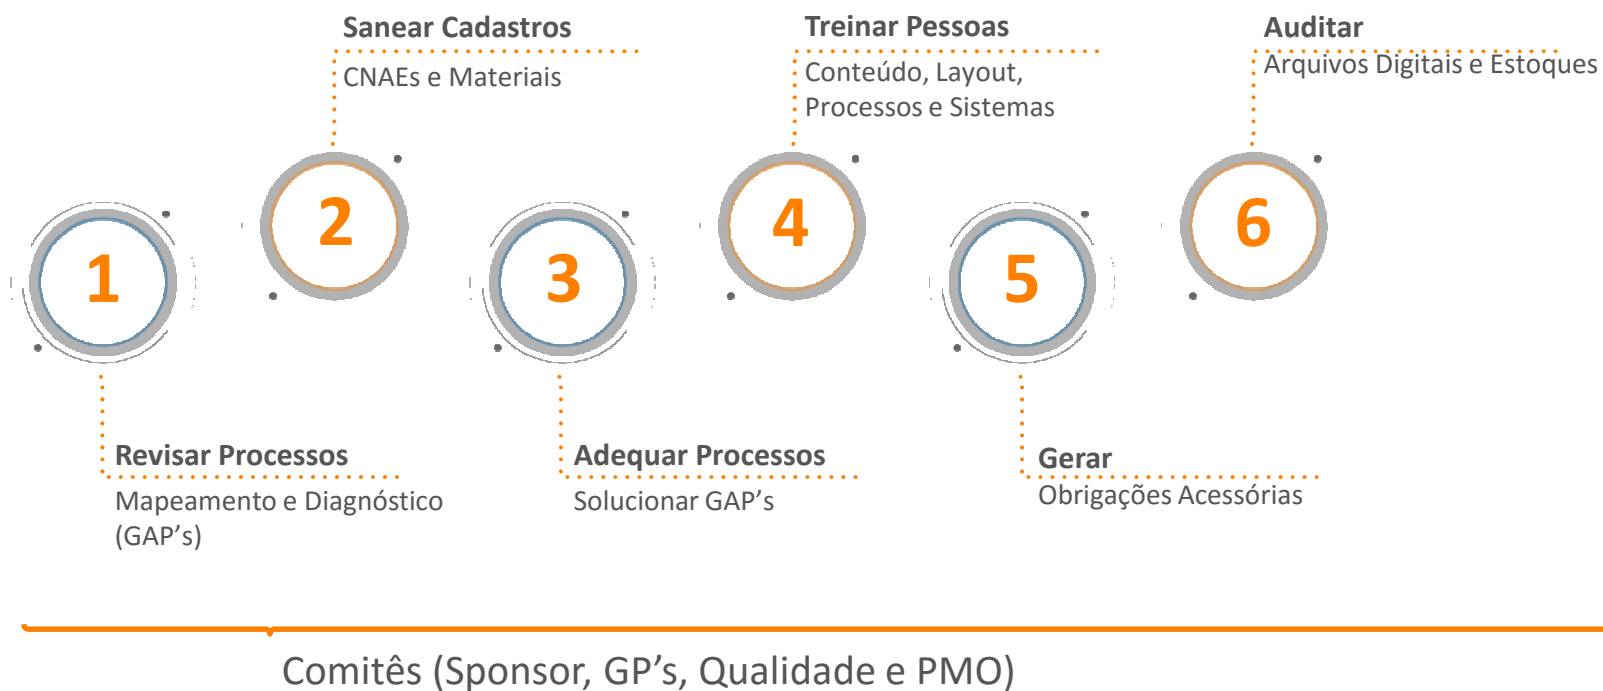 Sanear Cadastros
CNAEs e Materiais
Treinar Pessoas
Conteúdo, Layout,
Processos e Sistemas
Auditar
Arquivos Digitais e Estoques
1
2
3
4
5
6
Revisar Processos
Mapeamento e Diagnóstico
(GAP's)
Adequar Processos
Solucionar GAP's
Gerar
Obrigações Acessórias
Comitês (Sponsor, GP's, Qualidade e PMO)